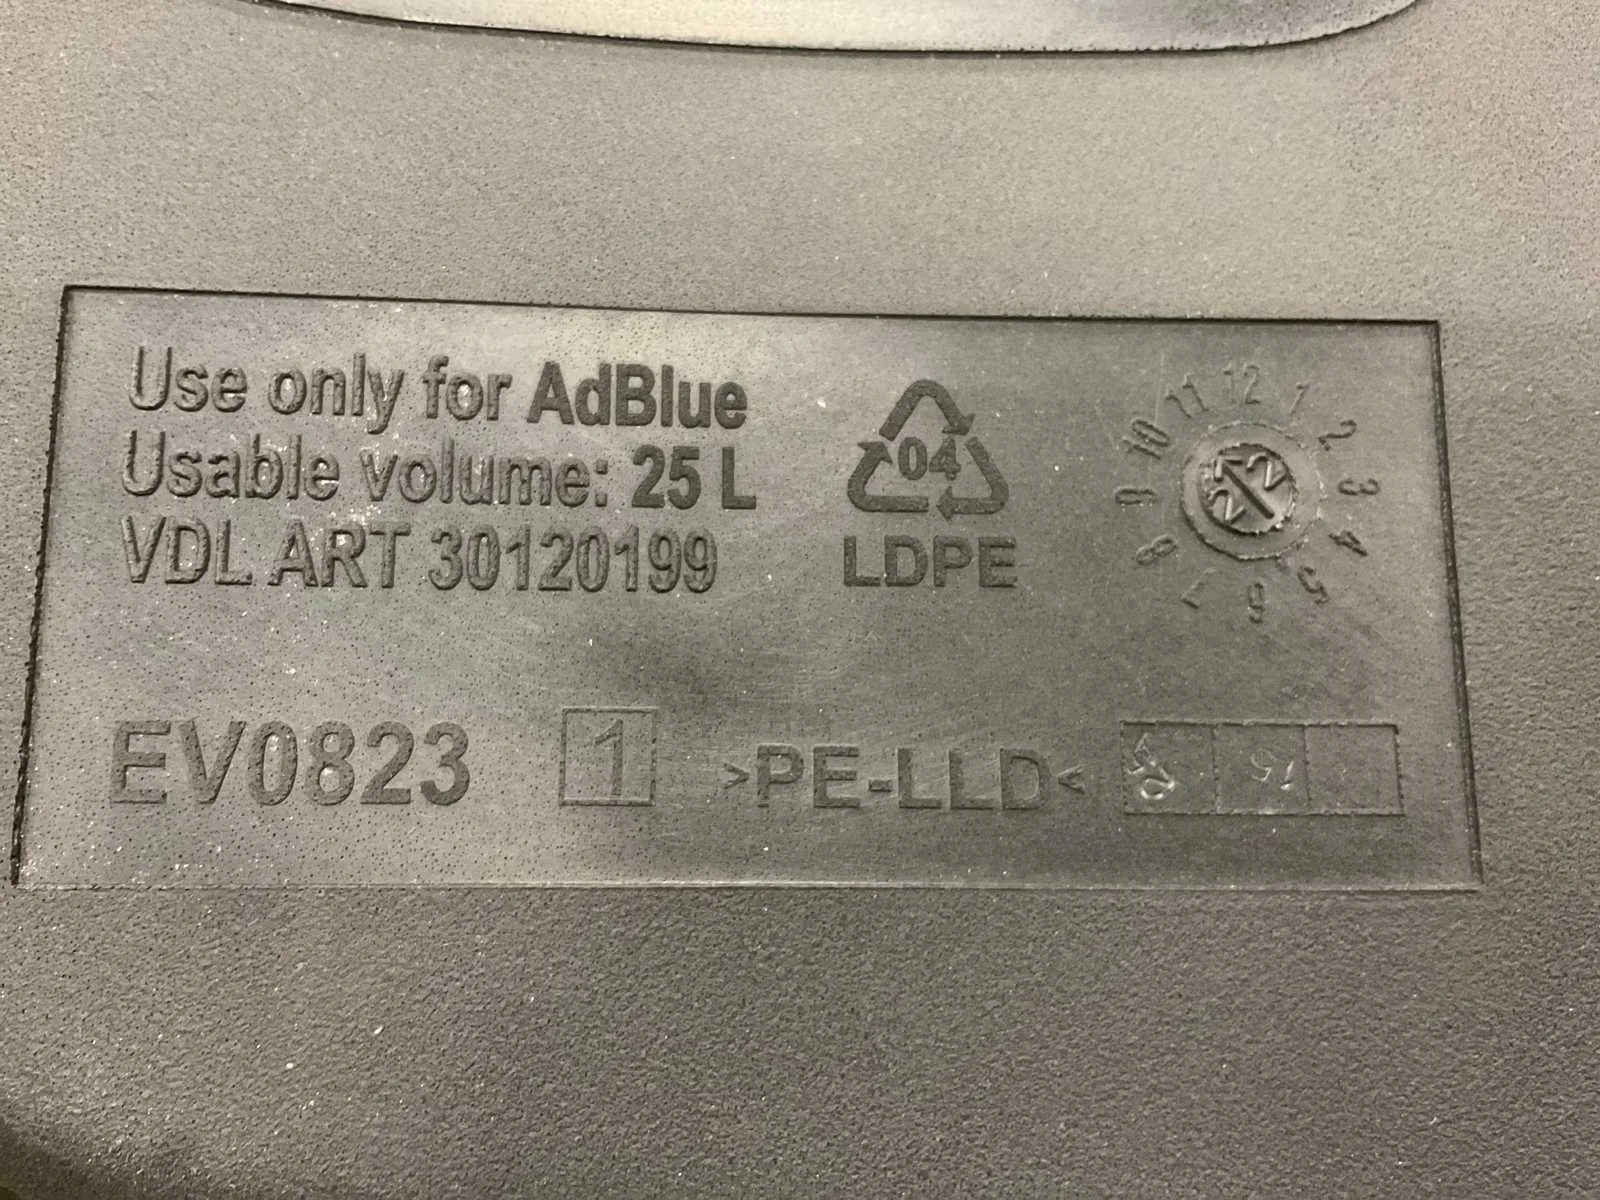 Use only for AdBlue
Usable volume: 25 L
VDL ART 30120199
04
LDPE
12
1
2
3
4
5
6
7
8
9
10
11
EV0823
1
>PE-LLD<